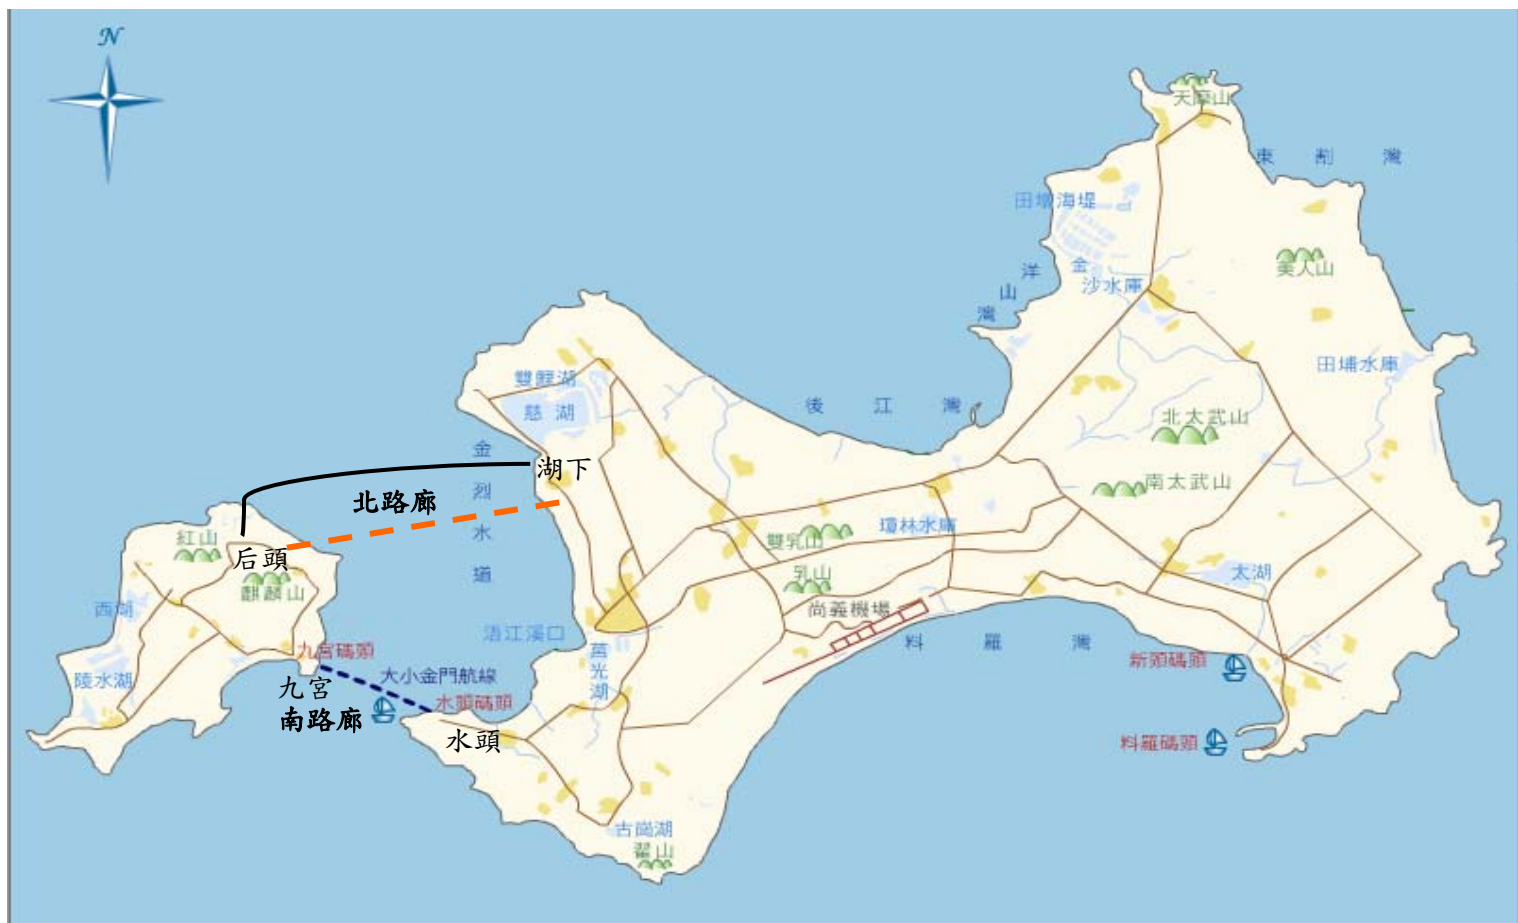 N
天摩山
東割灣
田墩海堤
美人山
洋山灣
金沙水庫
田埔水庫
雙鯉湖
慈湖
後江灣
北太武山
金烈水道
湖下
南太武山
北路廊
瓊林水庫
紅山
雙乳山
后頭
太湖
乳山
麒麟山
尚義機場
西湖
浯江溪口
料羅灣
九宮碼頭
莒光湖
新頭碼頭
大小金門航線
陵水湖
九宮
水頭碼頭
南路廊
水頭
料羅碼頭
古崗湖
翟山